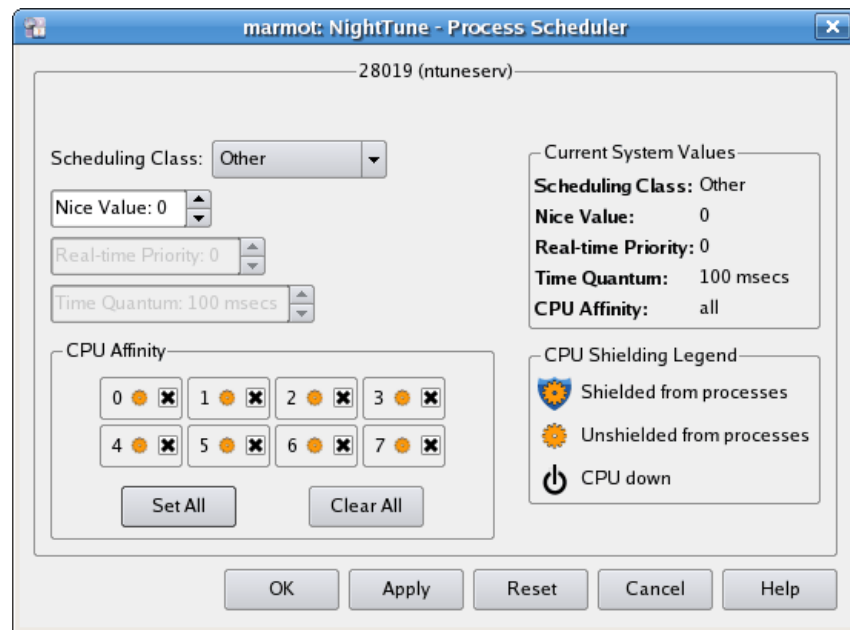 marmot: NightTune - Process Scheduler
28019 (ntuneserv)
Scheduling Class: Other
Nice Value: 0
Real-time Priority: 0
Time Quantum: 100 msecs
Current System Values
Scheduling Class: Other
Nice Value: 0
Real-time Priority: 0
Time Quantum: 100 msecs
CPU Affinity: all
CPU Affinity
0 1 2 3
4 5 6 7
Set All Clear All
CPU Shielding Legend
Shielded from processes
Unshielded from processes
CPU down
OK Apply Reset Cancel Help